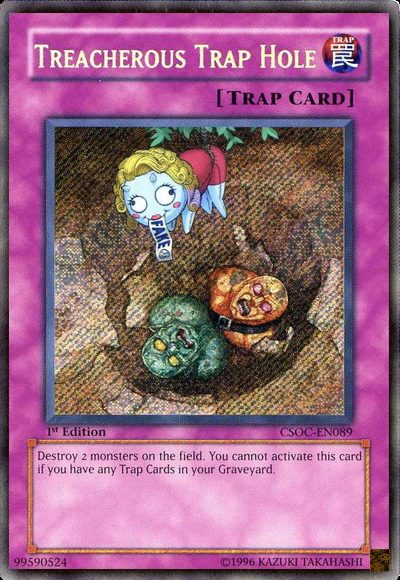 TREACHEROUS TRAP HOLE
TRAP
罠
[TRAP CARD]
FAKE
1st Edition
CSOC-EN089
Destroy 2 monsters on the field. You cannot activate this card
if you have any Trap Cards in your Graveyard.
99590524
©1996 KAZUKI TAKAHASHI